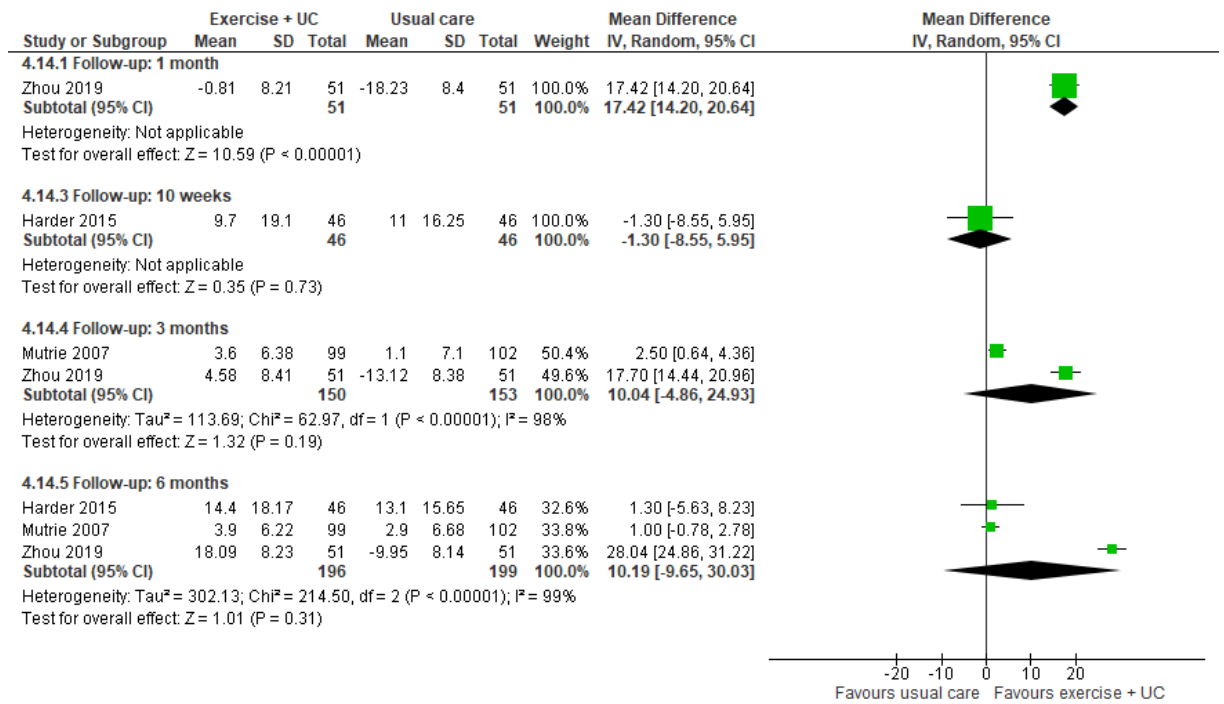 Exercise + UC Usual care Mean Difference Mean Difference
Study or Subgroup Mean SD Total Mean SD Total Weight IV, Random, 95% CI IV, Random, 95% CI
4.14.1 Follow-up: 1 month
Zhou 2019 -0.81 8.21 51 -18.23 8.4 51 100.0% 17.42 [14.20, 20.64]
Subtotal (95% CI) 51 51 100.0% 17.42 [14.20, 20.64]
Heterogeneity: Not applicable
Test for overall effect: Z = 10.59 (P < 0.00001)
4.14.3 Follow-up: 10 weeks
Harder 2015 9.7 19.1 46 11 16.25 46 100.0% -1.30 [-8.55, 5.95]
Subtotal (95% CI) 46 46 100.0% -1.30 [-8.55, 5.95]
Heterogeneity: Not applicable
Test for overall effect: Z = 0.35 (P = 0.73)
4.14.4 Follow-up: 3 months
Mutrie 2007 3.6 6.38 99 1.1 7.1 102 50.4% 2.50 [0.64, 4.36]
Zhou 2019 4.58 8.41 51 -13.12 8.38 51 49.6% 17.70 [14.44, 20.96]
Subtotal (95% CI) 150 153 100.0% 10.04 [-4.86, 24.93]
Heterogeneity: Tau² = 113.69; Chi² = 62.97, df = 1 (P < 0.00001); I² = 98%
Test for overall effect: Z = 1.32 (P = 0.19)
4.14.5 Follow-up: 6 months
Harder 2015 14.4 18.17 46 13.1 15.65 46 32.6% 1.30 [-5.63, 8.23]
Mutrie 2007 3.9 6.22 99 2.9 6.68 102 33.8% 1.00 [-0.78, 2.78]
Zhou 2019 18.09 8.23 51 -9.95 8.14 51 33.6% 28.04 [24.86, 31.22]
Subtotal (95% CI) 196 199 100.0% 10.19 [-9.65, 30.03]
Heterogeneity: Tau² = 302.13; Chi² = 214.50, df = 2 (P < 0.00001); I² = 99%
Test for overall effect: Z = 1.01 (P = 0.31)
-20 -10 0 10 20
Favours usual care Favours exercise + UC